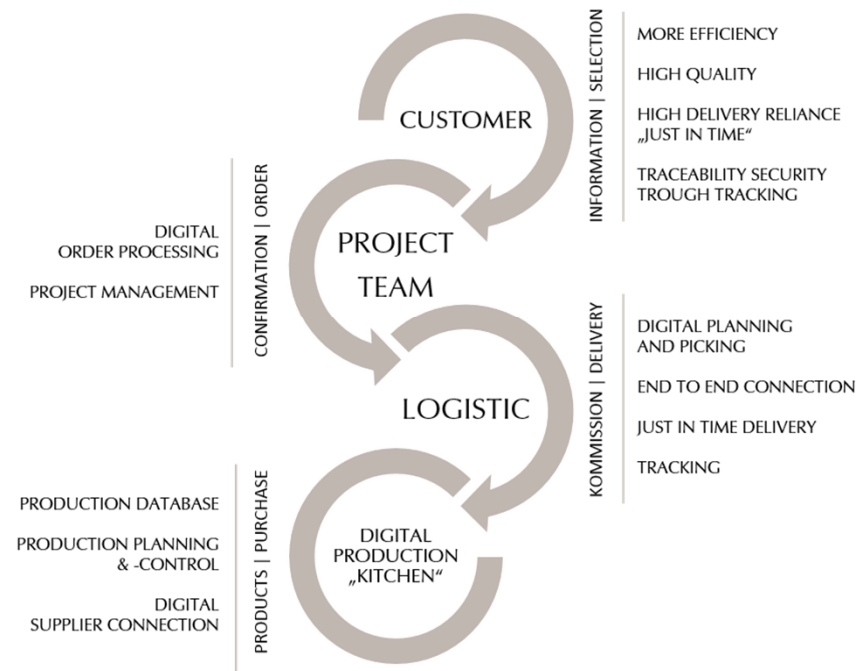 CUSTOMER
INFORMATION | SELECTION
MORE EFFICIENCY
HIGH QUALITY
HIGH DELIVERY RELIANCE
„JUST IN TIME“
TRACEABILITY SECURITY
TROUGH TRACKING
DIGITAL
ORDER PROCESSING
PROJECT MANAGEMENT
CONFIRMATION | ORDER
PROJECT
TEAM
LOGISTIC
KOMMISSION | DELIVERY
DIGITAL PLANNING
AND PICKING
END TO END CONNECTION
JUST IN TIME DELIVERY
TRACKING
PRODUCTION DATABASE
PRODUCTION PLANNING
& -CONTROL
DIGITAL
SUPPLIER CONNECTION
PRODUCTS | PURCHASE
DIGITAL
PRODUCTION
„KITCHEN“